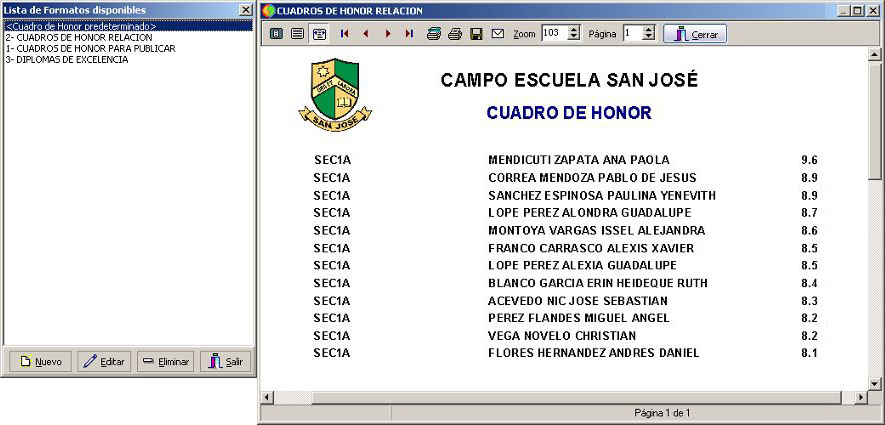 Lista de Formatos disponibles
<Cuadro de Honor predeterminado>
2- CUADROS DE HONOR RELACION
1- CUADROS DE HONOR PARA PUBLICAR
3- DIPLOMAS DE EXCELENCIA
Nuevo Editar Eliminar Salir
CUADROS DE HONOR RELACION
Zoom 103 Página 1 Cerrar
CAMPO ESCUELA SAN JOSÉ
CUADRO DE HONOR
SAN JOSE
SEC1A MENDICUTI ZAPATA ANA PAOLA 9.6
SEC1A CORREA MENDOZA PABLO DE JESUS 8.9
SEC1A SANCHEZ ESPINOSA PAULINA YENEVITH 8.9
SEC1A LOPE PEREZ ALONDRA GUADALUPE 8.7
SEC1A MONTOYA VARGAS ISSEL ALEJANDRA 8.6
SEC1A FRANCO CARRASCO ALEXIS XAVIER 8.5
SEC1A LOPE PEREZ ALEXIA GUADALUPE 8.5
SEC1A BLANCO GARCIA ERIN HEIDEQUE RUTH 8.4
SEC1A ACEVEDO NIC JOSE SEBASTIAN 8.3
SEC1A PEREZ FLANDES MIGUEL ANGEL 8.2
SEC1A VEGA NOVELO CHRISTIAN 8.2
SEC1A FLORES HERNANDEZ ANDRES DANIEL 8.1
Página 1 de 1